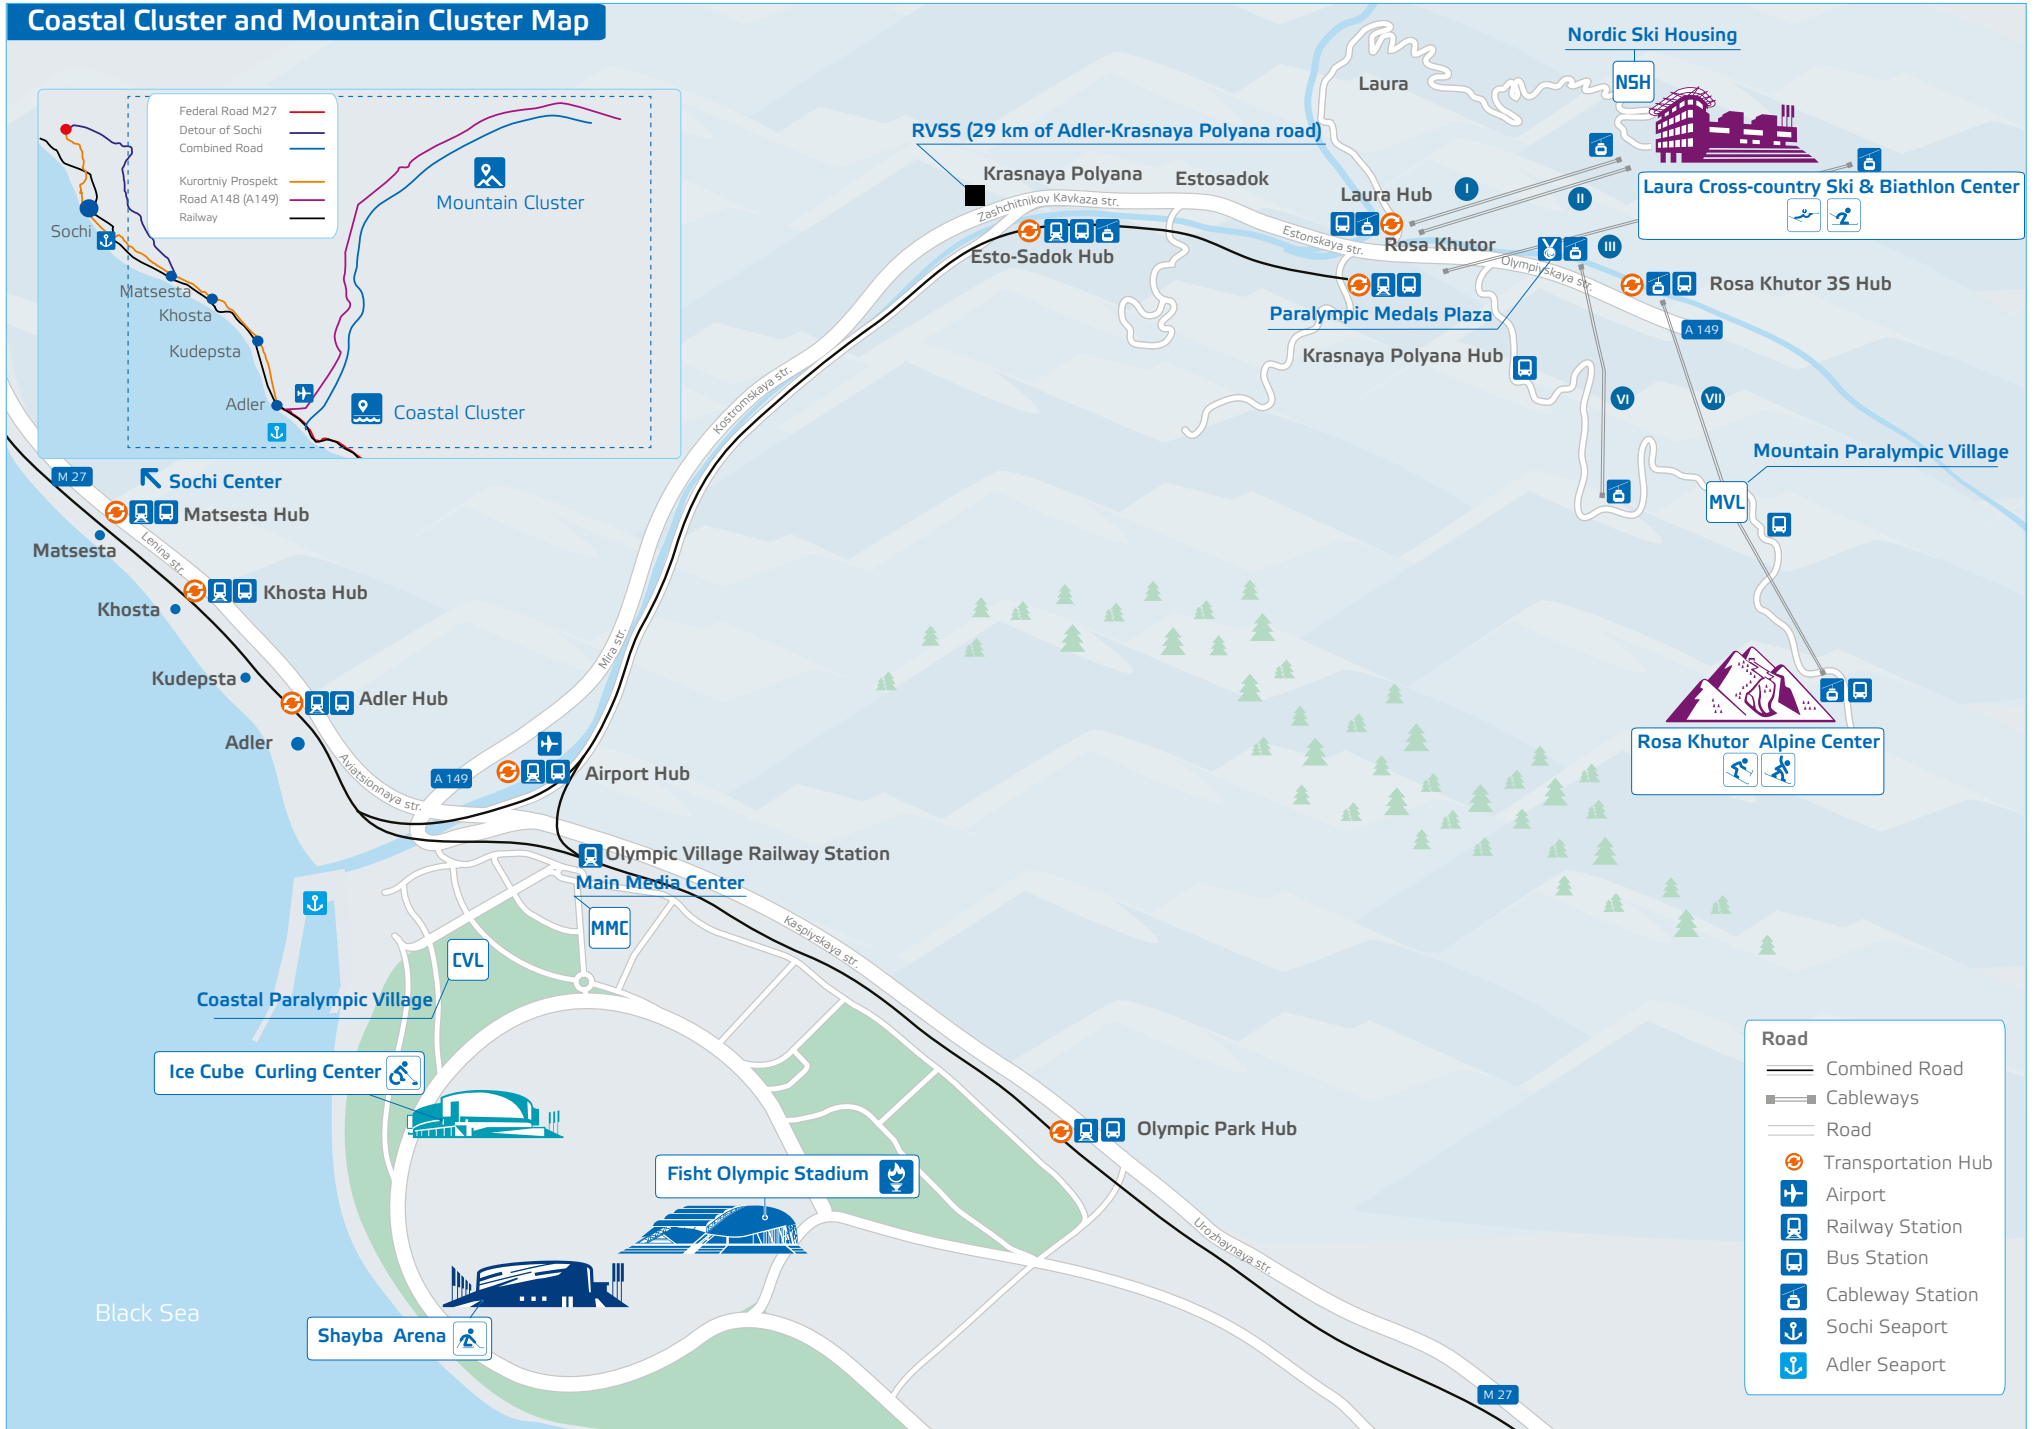 Coastal Cluster and Mountain Cluster Map
Federal Road M27
Detour of Sochi
Combined Road
Kurortniy Prospekt
Road A148 (A149)
Railway
Mountain Cluster
Sochi
Matsesta
Khosta
Kudepsta
Adler
Coastal Cluster
Nordic Ski Housing
NSH
Laura
RVSS (29 km of Adler-Krasnaya Polyana road)
Krasnaya Polyana
Estosadok
Zashchitnikov Kavkaza str.
Laura Hub
I
II
III
Laura Cross-country Ski & Biathlon Center
Estonskaya str.
Rosa Khutor
Esto-Sadok Hub
Olympiyskaya str.
Rosa Khutor 3S Hub
Paralympic Medals Plaza
A 149
Krasnaya Polyana Hub
Kostromskaya str.
VI
VII
Mountain Paralympic Village
MVL
M 27
Sochi Center
Matsesta Hub
Matsesta
Lenina str.
Khosta Hub
Khosta
Mira str.
Kudepsta
Adler Hub
Adler
Aviatsionnaya str.
A 149
Airport Hub
Rosa Khutor Alpine Center
Olympic Village Railway Station
Main Media Center
MMC
Kaspiyskaya str.
CVL
Coastal Paralympic Village
Ice Cube Curling Center
Olympic Park Hub
Fisht Olympic Stadium
Urozhaynaya str.
Black Sea
Shayba Arena
M 27
Road
Combined Road
Cableways
Road
Transportation Hub
Airport
Railway Station
Bus Station
Cableway Station
Sochi Seaport
Adler Seaport